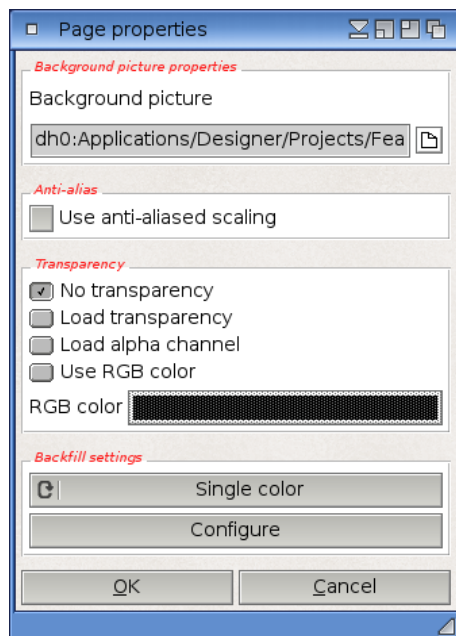 Page properties
Background picture properties
Background picture
dh0:Applications/Designer/Projects/Fea
Anti-alias
Use anti-aliased scaling
Transparency
No transparency
Load transparency
Load alpha channel
Use RGB color
RGB color
Backfill settings
Single color
Configure
OK Cancel